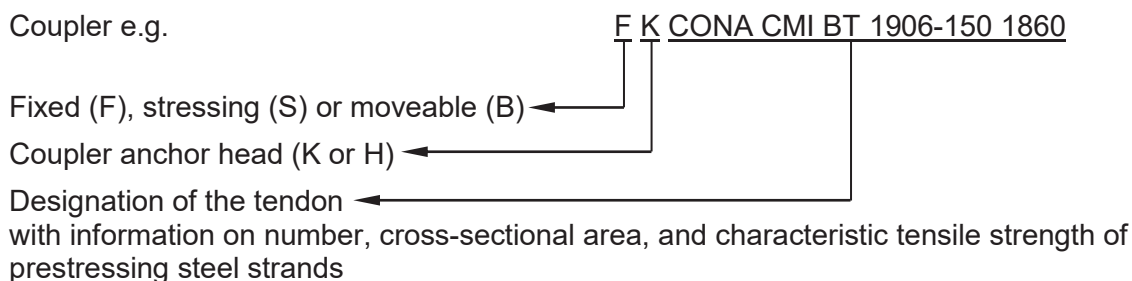 Coupler e.g. F K CONA CMI BT 1906-150 1860
Fixed (F), stressing (S) or moveable (B)
Coupler anchor head (K or H)
Designation of the tendon
with information on number, cross-sectional area, and characteristic tensile strength of
prestressing steel strands